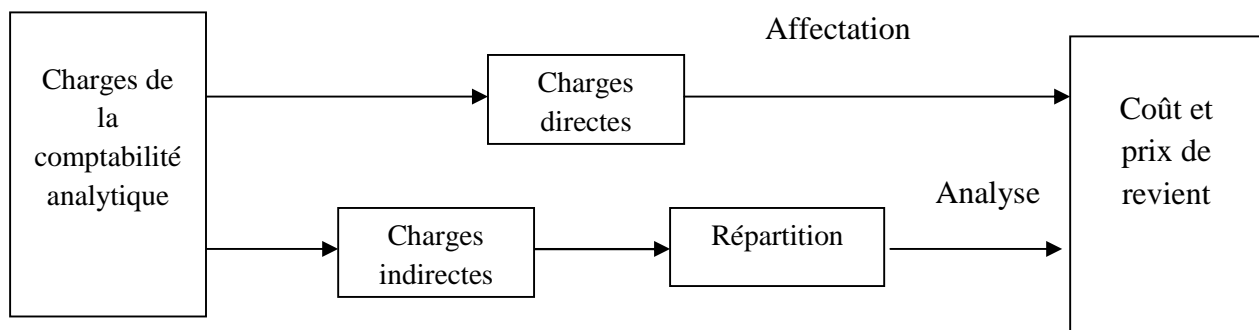 Charges de
la
comptabilité
analytique
Affectation
Charges
directes
Charges
indirectes
Répartition
Analyse
Coût et
prix de
revient